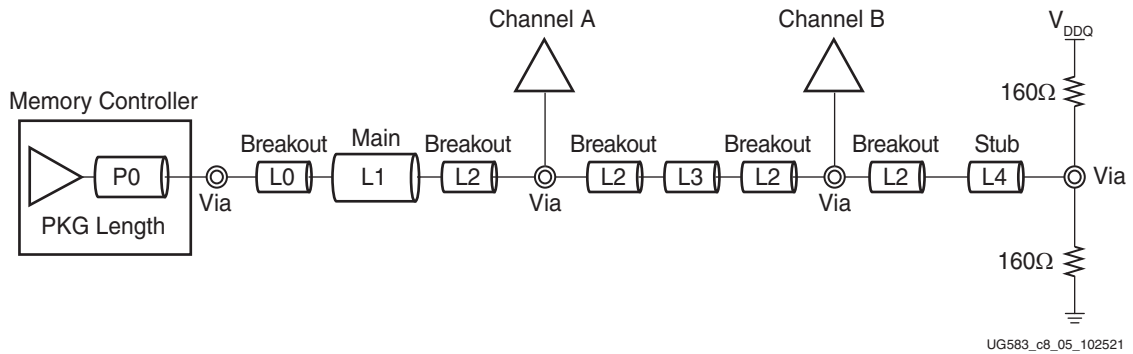 Channel A
Channel B
V DDQ
160Ω
Memory Controller
Breakout
Main
Breakout
Breakout
Breakout
Breakout
Stub
P0
L0
L1
L2
L2
L3
L2
L2
L4
Via
Via
Via
Via
PKG Length
160Ω
UG583_c8_05_102521